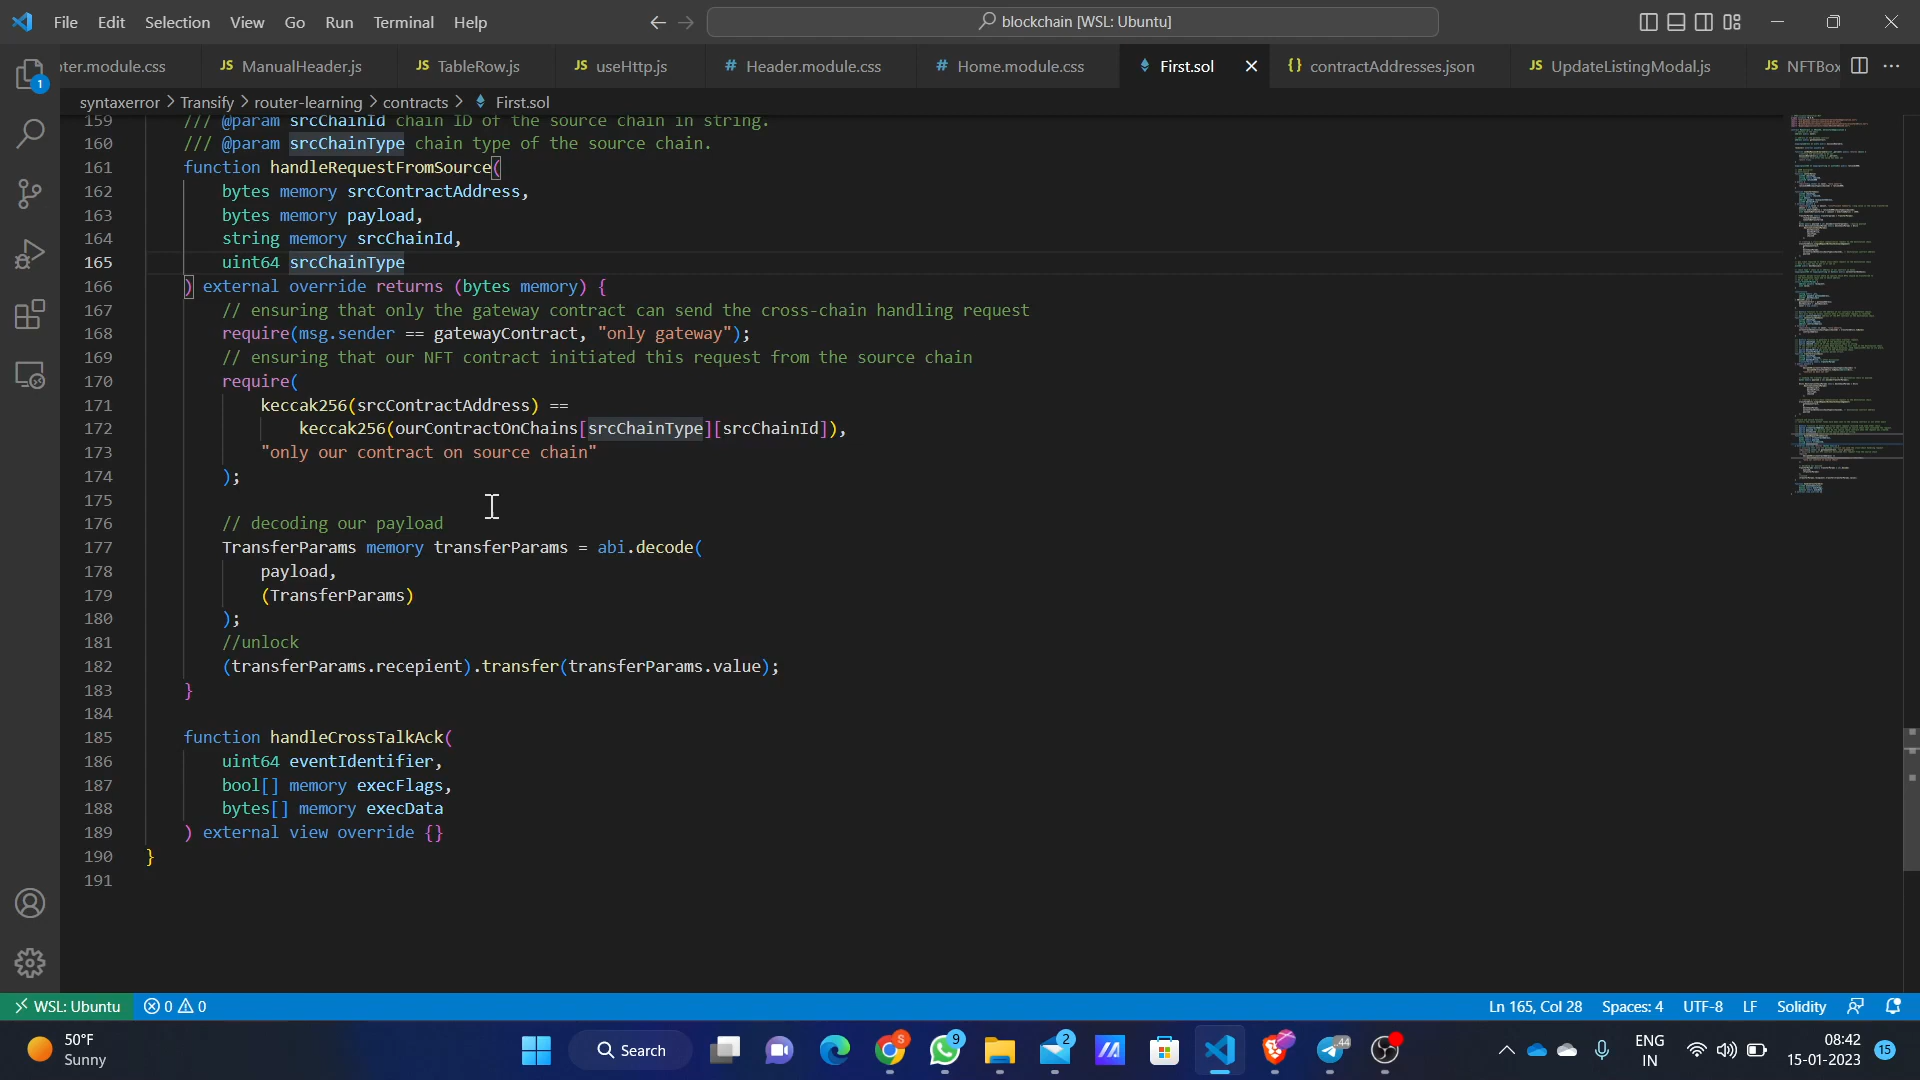 File Edit Selection View Go Run Terminal Help
blockchain [WSL: Ubuntu]
ter.module.css
JS ManualHeader.js
JS TableRow.js
JS useHttp.js
# Header.module.css
# Home.module.css
First.sol
{} contractAddresses.json
JS UpdateListingModal.js
JS NFTBox
1
syntaxerror > Transify > router-learning > contracts > First.sol
159 /// @param srcChainId chain ID of the source chain in string.
160 /// @param srcChainType chain type of the source chain.
161 function handleRequestFromSource(
162 bytes memory srcContractAddress,
163 bytes memory payload,
164 string memory srcChainId,
165 uint64 srcChainType
166 ) external override returns (bytes memory) {
167 // ensuring that only the gateway contract can send the cross-chain handling request
168 require(msg.sender == gatewayContract, "only gateway");
169 // ensuring that our NFT contract initiated this request from the source chain
170 require(
171 keccak256(srcContractAddress) ==
172 keccak256(ourContractOnChains[srcChainType][srcChainId]),
173 "only our contract on source chain"
174 );
175
176 // decoding our payload
177 TransferParams memory transferParams = abi.decode(
178 payload,
179 (TransferParams)
180 );
181 //unlock
182 (transferParams.recepient).transfer(transferParams.value);
183 }
184
185 function handleCrossTalkAck(
186 uint64 eventIdentifier,
187 bool[] memory execFlags,
188 bytes[] memory execData
189 ) external view override {}
190 }
191
WSL: Ubuntu 0 0
Ln 165, Col 28 Spaces: 4 UTF-8 LF Solidity
50°F
Sunny
Search
S
9
2
44
ENG
IN
08:42
15-01-2023
15